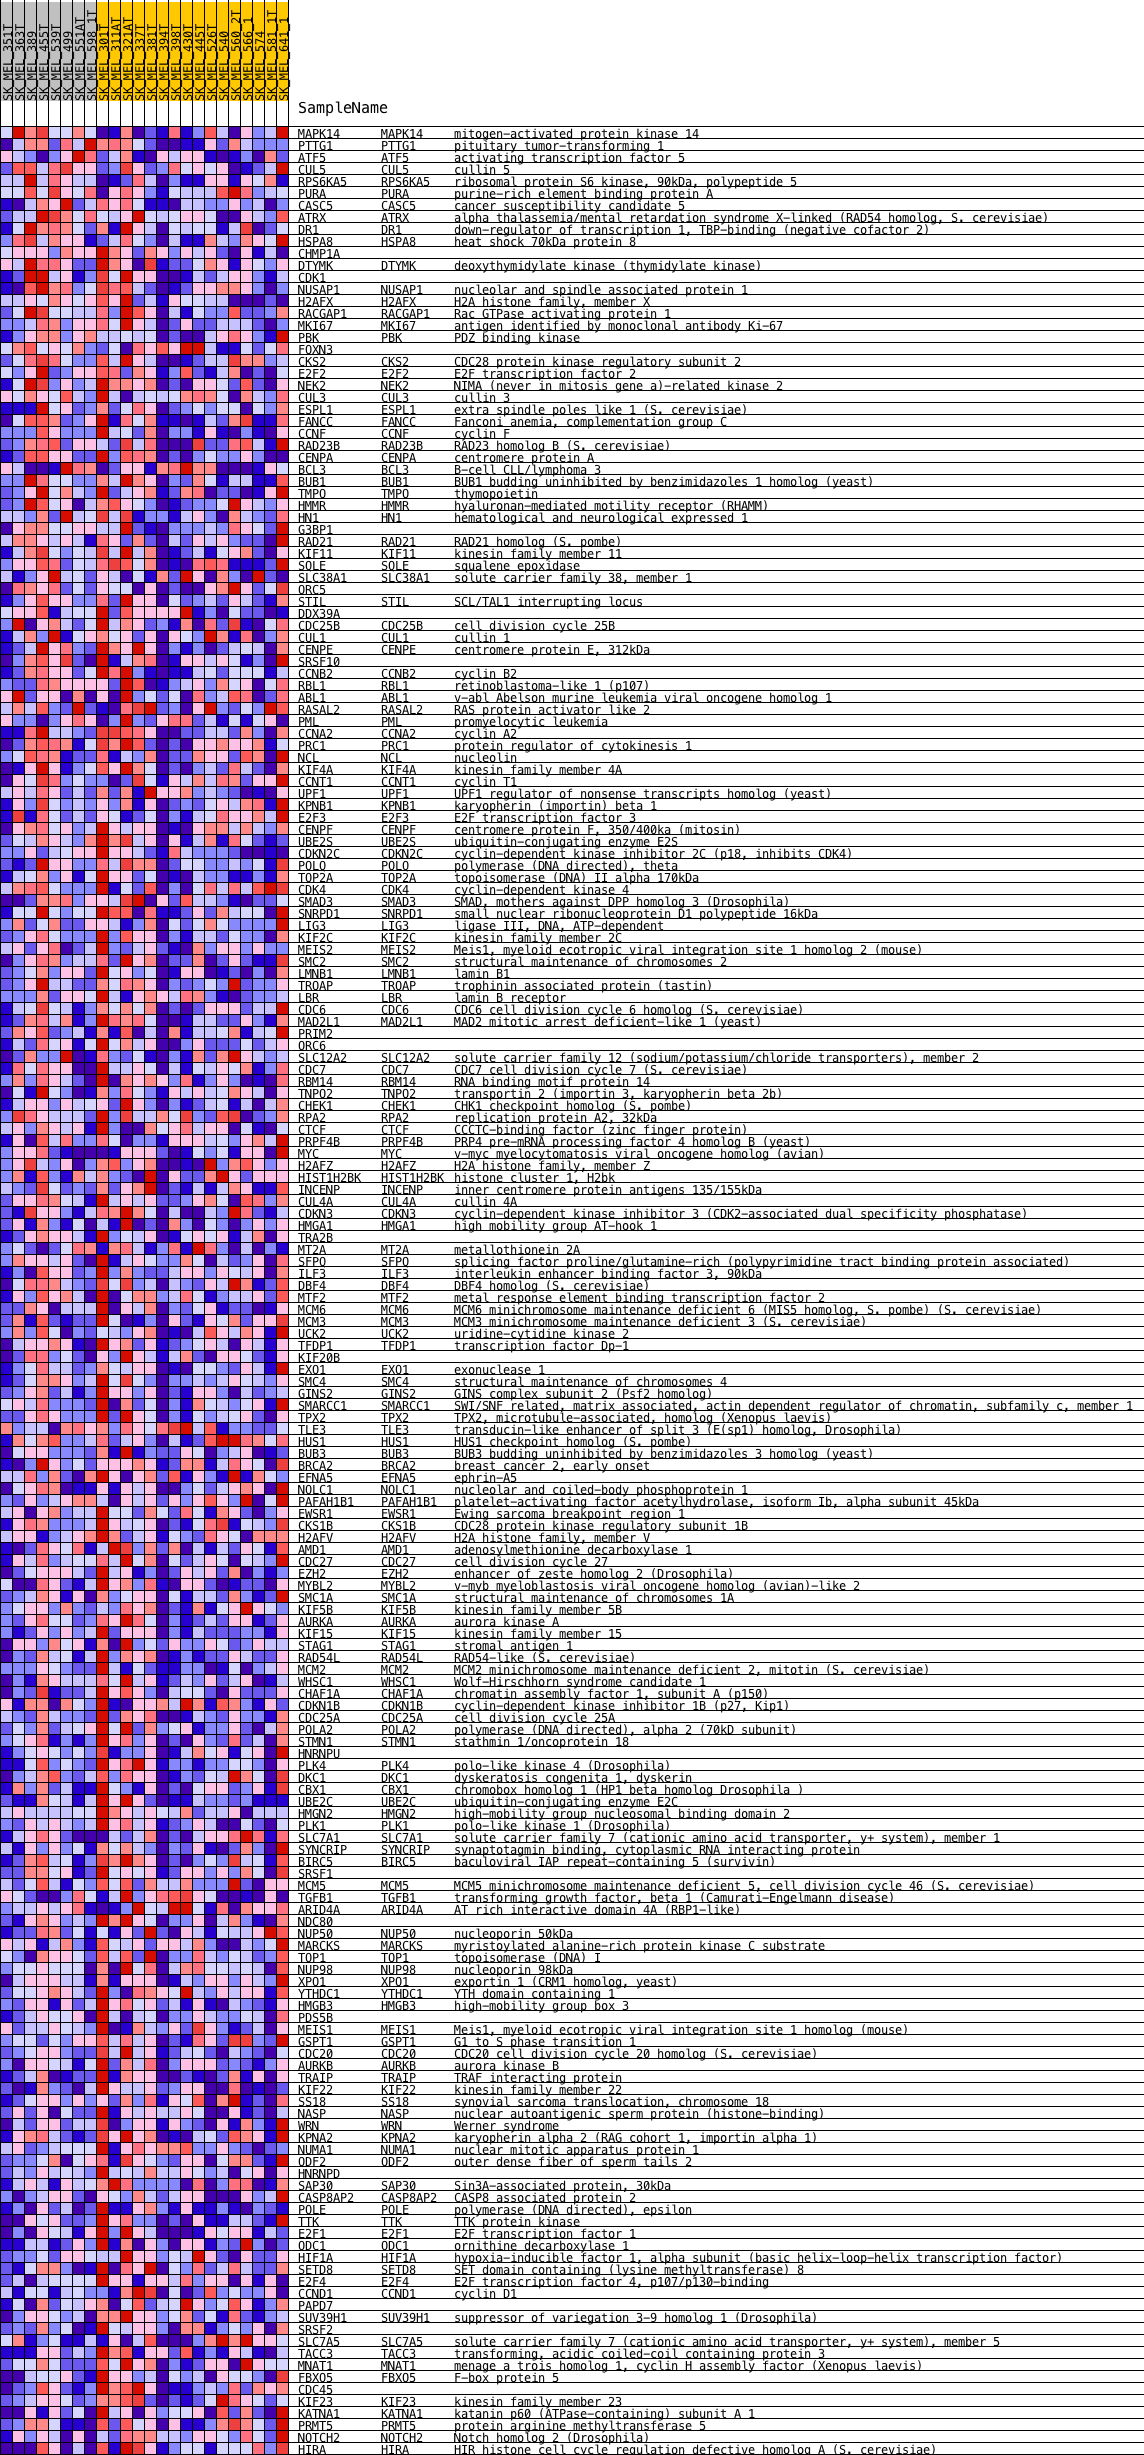 SK_MEL_351T
SK_MEL_363T
SK_MEL_389
SK_MEL_455T
SK_MEL_539T
SK_MEL_499
SK_MEL_551AT
SK_MEL_598_1T
SK_MEL_301T
SK_MEL_311AT
SK_MEL_321AT
SK_MEL_337T
SK_MEL_381T
SK_MEL_394T
SK_MEL_398T
SK_MEL_430T
SK_MEL_445T
SK_MEL_526T
SK_MEL_540
SK_MEL_560_2T
SK_MEL_566_1
SK_MEL_574
SK_MEL_581_1T
SK_MEL_641_1
SampleName
MAPK14 MAPK14 mitogen-activated protein kinase 14
PTTG1 PTTG1 pituitary tumor-transforming 1
ATF5 ATF5 activating transcription factor 5
CUL5 CUL5 cullin 5
RPS6KA5 RPS6KA5 ribosomal protein S6 kinase, 90kDa, polypeptide 5
PURA PURA purine-rich element binding protein A
CASC5 CASC5 cancer susceptibility candidate 5
ATRX ATRX alpha thalassemia/mental retardation syndrome X-linked (RAD54 homolog, S. cerevisiae)
DR1 DR1 down-regulator of transcription 1, TBP-binding (negative cofactor 2)
HSPA8 HSPA8 heat shock 70kDa protein 8
CHMP1A
DTYMK DTYMK deoxythymidylate kinase (thymidylate kinase)
CDK1
NUSAP1 NUSAP1 nucleolar and spindle associated protein 1
H2AFX H2AFX H2A histone family, member X
RACGAP1 RACGAP1 Rac GTPase activating protein 1
MKI67 MKI67 antigen identified by monoclonal antibody Ki-67
PBK PBK PDZ binding kinase
FOXN3
CKS2 CKS2 CDC28 protein kinase regulatory subunit 2
E2F2 E2F2 E2F transcription factor 2
NEK2 NEK2 NIMA (never in mitosis gene a)-related kinase 2
CUL3 CUL3 cullin 3
ESPL1 ESPL1 extra spindle poles like 1 (S. cerevisiae)
FANCC FANCC Fanconi anemia, complementation group C
CCNF CCNF cyclin F
RAD23B RAD23B RAD23 homolog B (S. cerevisiae)
CENPA CENPA centromere protein A
BCL3 BCL3 B-cell CLL/lymphoma 3
BUB1 BUB1 BUB1 budding uninhibited by benzimidazoles 1 homolog (yeast)
TMPO TMPO thymopoietin
HMMR HMMR hyaluronan-mediated motility receptor (RHAMM)
HN1 HN1 hematological and neurological expressed 1
G3BP1
RAD21 RAD21 RAD21 homolog (S. pombe)
KIF11 KIF11 kinesin family member 11
SQLE SQLE squalene epoxidase
SLC38A1 SLC38A1 solute carrier family 38, member 1
ORC5
STIL STIL SCL/TAL1 interrupting locus
DDX39A
CDC25B CDC25B cell division cycle 25B
CUL1 CUL1 cullin 1
CENPE CENPE centromere protein E, 312kDa
SRSF10
CCNB2 CCNB2 cyclin B2
RBL1 RBL1 retinoblastoma-like 1 (p107)
ABL1 ABL1 v-abl Abelson murine leukemia viral oncogene homolog 1
RASAL2 RASAL2 RAS protein activator like 2
PML PML promyelocytic leukemia
CCNA2 CCNA2 cyclin A2
PRC1 PRC1 protein regulator of cytokinesis 1
NCL NCL nucleolin
KIF4A KIF4A kinesin family member 4A
CCNT1 CCNT1 cyclin T1
UPF1 UPF1 UPF1 regulator of nonsense transcripts homolog (yeast)
KPNB1 KPNB1 karyopherin (importin) beta 1
E2F3 E2F3 E2F transcription factor 3
CENPF CENPF centromere protein F, 350/400ka (mitosin)
UBE2S UBE2S ubiquitin-conjugating enzyme E2S
CDKN2C CDKN2C cyclin-dependent kinase inhibitor 2C (p18, inhibits CDK4)
POLQ POLQ polymerase (DNA directed), theta
TOP2A TOP2A topoisomerase (DNA) II alpha 170kDa
CDK4 CDK4 cyclin-dependent kinase 4
SMAD3 SMAD3 SMAD, mothers against DPP homolog 3 (Drosophila)
SNRPD1 SNRPD1 small nuclear ribonucleoprotein D1 polypeptide 16kDa
LIG3 LIG3 ligase III, DNA, ATP-dependent
KIF2C KIF2C kinesin family member 2C
MEIS2 MEIS2 Meis1, myeloid ecotropic viral integration site 1 homolog 2 (mouse)
SMC2 SMC2 structural maintenance of chromosomes 2
LMNB1 LMNB1 lamin B1
TROAP TROAP trophinin associated protein (tastin)
LBR LBR lamin B receptor
CDC6 CDC6 CDC6 cell division cycle 6 homolog (S. cerevisiae)
MAD2L1 MAD2L1 MAD2 mitotic arrest deficient-like 1 (yeast)
PRIM2
ORC6
SLC12A2 SLC12A2 solute carrier family 12 (sodium/potassium/chloride transporters), member 2
CDC7 CDC7 CDC7 cell division cycle 7 (S. cerevisiae)
RBM14 RBM14 RNA binding motif protein 14
TNPO2 TNPO2 transportin 2 (importin 3, karyopherin beta 2b)
CHEK1 CHEK1 CHK1 checkpoint homolog (S. pombe)
RPA2 RPA2 replication protein A2, 32kDa
CTCF CTCF CCCTC-binding factor (zinc finger protein)
PRPF4B PRPF4B PRP4 pre-mRNA processing factor 4 homolog B (yeast)
MYC MYC v-myc myelocytomatosis viral oncogene homolog (avian)
H2AFZ H2AFZ H2A histone family, member Z
HIST1H2BK HIST1H2BK histone cluster 1, H2bk
INCENP INCENP inner centromere protein antigens 135/155kDa
CUL4A CUL4A cullin 4A
CDKN3 CDKN3 cyclin-dependent kinase inhibitor 3 (CDK2-associated dual specificity phosphatase)
HMGA1 HMGA1 high mobility group AT-hook 1
TRA2B
MT2A MT2A metallothionein 2A
SFPQ SFPQ splicing factor proline/glutamine-rich (polypyrimidine tract binding protein associated)
ILF3 ILF3 interleukin enhancer binding factor 3, 90kDa
DBF4 DBF4 DBF4 homolog (S. cerevisiae)
MTF2 MTF2 metal response element binding transcription factor 2
MCM6 MCM6 MCM6 minichromosome maintenance deficient 6 (MIS5 homolog, S. pombe) (S. cerevisiae)
MCM3 MCM3 MCM3 minichromosome maintenance deficient 3 (S. cerevisiae)
UCK2 UCK2 uridine-cytidine kinase 2
TFDP1 TFDP1 transcription factor Dp-1
KIF20B
EXO1 EXO1 exonuclease 1
SMC4 SMC4 structural maintenance of chromosomes 4
GINS2 GINS2 GINS complex subunit 2 (Psf2 homolog)
SMARCC1 SMARCC1 SWI/SNF related, matrix associated, actin dependent regulator of chromatin, subfamily c, member 1
TPX2 TPX2 TPX2, microtubule-associated, homolog (Xenopus laevis)
TLE3 TLE3 transducin-like enhancer of split 3 (E(sp1) homolog, Drosophila)
HUS1 HUS1 HUS1 checkpoint homolog (S. pombe)
BUB3 BUB3 BUB3 budding uninhibited by benzimidazoles 3 homolog (yeast)
BRCA2 BRCA2 breast cancer 2, early onset
EFNA5 EFNA5 ephrin-A5
NOLC1 NOLC1 nucleolar and coiled-body phosphoprotein 1
PAFAH1B1 PAFAH1B1 platelet-activating factor acetylhydrolase, isoform Ib, alpha subunit 45kDa
EWSR1 EWSR1 Ewing sarcoma breakpoint region 1
CKS1B CKS1B CDC28 protein kinase regulatory subunit 1B
H2AFV H2AFV H2A histone family, member V
AMD1 AMD1 adenosylmethionine decarboxylase 1
CDC27 CDC27 cell division cycle 27
EZH2 EZH2 enhancer of zeste homolog 2 (Drosophila)
MYBL2 MYBL2 v-myb myeloblastosis viral oncogene homolog (avian)-like 2
SMC1A SMC1A structural maintenance of chromosomes 1A
KIF5B KIF5B kinesin family member 5B
AURKA AURKA aurora kinase A
KIF15 KIF15 kinesin family member 15
STAG1 STAG1 stromal antigen 1
RAD54L RAD54L RAD54-like (S. cerevisiae)
MCM2 MCM2 MCM2 minichromosome maintenance deficient 2, mitotin (S. cerevisiae)
WHSC1 WHSC1 Wolf-Hirschhorn syndrome candidate 1
CHAF1A CHAF1A chromatin assembly factor 1, subunit A (p150)
CDKN1B CDKN1B cyclin-dependent kinase inhibitor 1B (p27, Kip1)
CDC25A CDC25A cell division cycle 25A
POLA2 POLA2 polymerase (DNA directed), alpha 2 (70kD subunit)
STMN1 STMN1 stathmin 1/oncoprotein 18
HNRNPU
PLK4 PLK4 polo-like kinase 4 (Drosophila)
DKC1 DKC1 dyskeratosis congenita 1, dyskerin
CBX1 CBX1 chromobox homolog 1 (HP1 beta homolog Drosophila )
UBE2C UBE2C ubiquitin-conjugating enzyme E2C
HMGN2 HMGN2 high-mobility group nucleosomal binding domain 2
PLK1 PLK1 polo-like kinase 1 (Drosophila)
SLC7A1 SLC7A1 solute carrier family 7 (cationic amino acid transporter, y+ system), member 1
SYNCRIP SYNCRIP synaptotagmin binding, cytoplasmic RNA interacting protein
BIRC5 BIRC5 baculoviral IAP repeat-containing 5 (survivin)
SRSF1
MCM5 MCM5 MCM5 minichromosome maintenance deficient 5, cell division cycle 46 (S. cerevisiae)
TGFB1 TGFB1 transforming growth factor, beta 1 (Camurati-Engelmann disease)
ARID4A ARID4A AT rich interactive domain 4A (RBP1-like)
NDC80
NUP50 NUP50 nucleoporin 50kDa
MARCKS MARCKS myristoylated alanine-rich protein kinase C substrate
TOP1 TOP1 topoisomerase (DNA) I
NUP98 NUP98 nucleoporin 98kDa
XPO1 XPO1 exportin 1 (CRM1 homolog, yeast)
YTHDC1 YTHDC1 YTH domain containing 1
HMGB3 HMGB3 high-mobility group box 3
PDS5B
MEIS1 MEIS1 Meis1, myeloid ecotropic viral integration site 1 homolog (mouse)
GSPT1 GSPT1 G1 to S phase transition 1
CDC20 CDC20 CDC20 cell division cycle 20 homolog (S. cerevisiae)
AURKB AURKB aurora kinase B
TRAIP TRAIP TRAF interacting protein
KIF22 KIF22 kinesin family member 22
SS18 SS18 synovial sarcoma translocation, chromosome 18
NASP NASP nuclear autoantigenic sperm protein (histone-binding)
WRN WRN Werner syndrome
KPNA2 KPNA2 karyopherin alpha 2 (RAG cohort 1, importin alpha 1)
NUMA1 NUMA1 nuclear mitotic apparatus protein 1
ODF2 ODF2 outer dense fiber of sperm tails 2
HNRNPD
SAP30 SAP30 Sin3A-associated protein, 30kDa
CASP8AP2 CASP8AP2 CASP8 associated protein 2
POLE POLE polymerase (DNA directed), epsilon
TTK TTK TTK protein kinase
E2F1 E2F1 E2F transcription factor 1
ODC1 ODC1 ornithine decarboxylase 1
HIF1A HIF1A hypoxia-inducible factor 1, alpha subunit (basic helix-loop-helix transcription factor)
SETD8 SETD8 SET domain containing (lysine methyltransferase) 8
E2F4 E2F4 E2F transcription factor 4, p107/p130-binding
CCND1 CCND1 cyclin D1
PAPD7
SUV39H1 SUV39H1 suppressor of variegation 3-9 homolog 1 (Drosophila)
SRSF2
SLC7A5 SLC7A5 solute carrier family 7 (cationic amino acid transporter, y+ system), member 5
TACC3 TACC3 transforming, acidic coiled-coil containing protein 3
MNAT1 MNAT1 menage a trois homolog 1, cyclin H assembly factor (Xenopus laevis)
FBXO5 FBXO5 F-box protein 5
CDC45
KIF23 KIF23 kinesin family member 23
KATNA1 KATNA1 katanin p60 (ATPase-containing) subunit A 1
PRMT5 PRMT5 protein arginine methyltransferase 5
NOTCH2 NOTCH2 Notch homolog 2 (Drosophila)
HIRA HIRA HIR histone cell cycle regulation defective homolog A (S. cerevisiae)